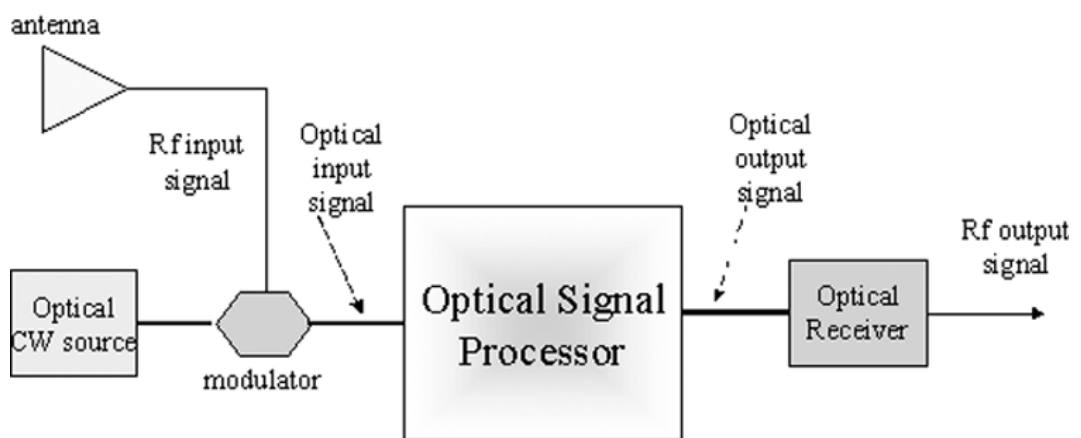 antenna
Rf input
signal
Optical
input
signal
Optical
output
signal
Rf output
signal
Optical
CW source
modulator
Optical Signal
Processor
Optical
Receiver